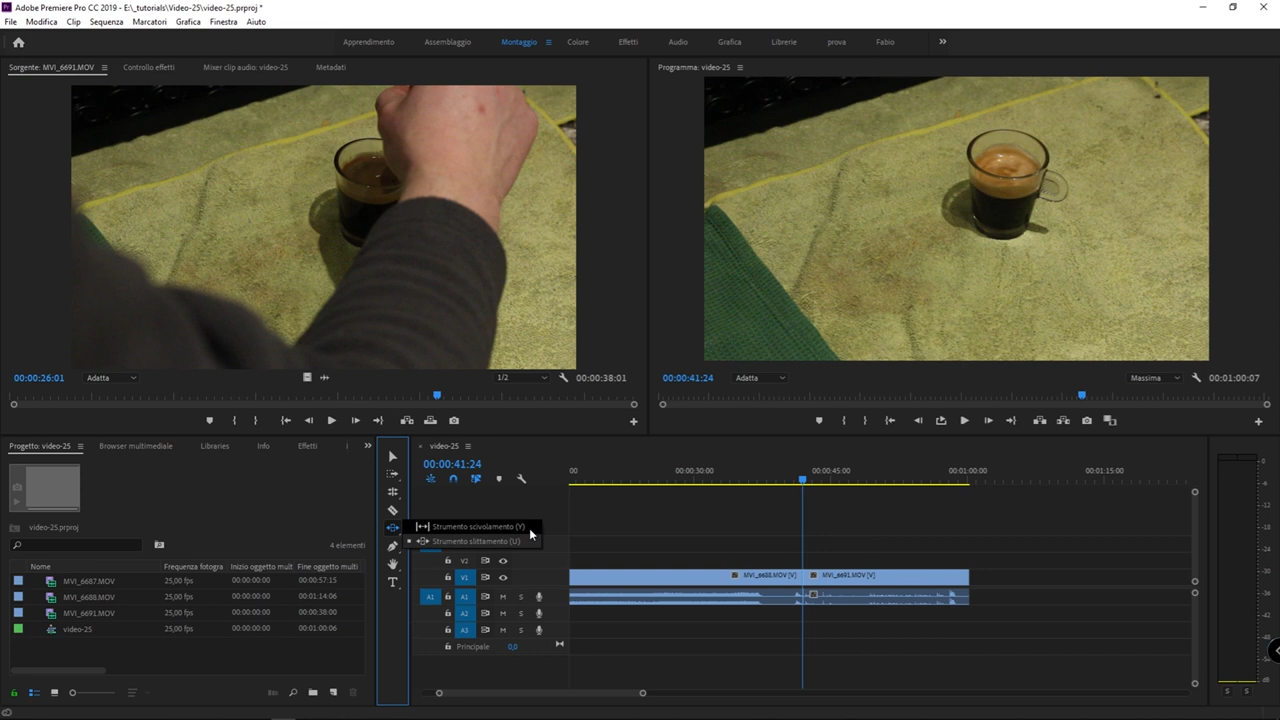 Adobe Premiere Pro CC 2019 - E:\_tutorials\Video-25\video-25.prproj *
File Modifica Clip Sequenza Marcatori Grafica Finestra Aiuto
Apprendimento Assemblaggio Montaggio Colore Effetti Audio Grafica Librerie prova Fabio
Sorgente: MVI_6691.MOV Controllo effetti Mixer clip audio: video-25 Metadati
Programma: video-25
00:00:26:01 Adatta 1/2 00:00:38:01
00:00:41:24 Adatta Massima 00:01:00:07
Progetto: video-25 Browser multimediale Libraries Info Effetti
video-25.prproj
4 elementi
Nome Frequenza fotogra Inizio oggetto multi Fine oggetto multi
MVI_6687.MOV 25,00 fps 00:00:00:00 00:00:57:15
MVI_6688.MOV 25,00 fps 00:00:00:00 00:01:14:06
MVI_6691.MOV 25,00 fps 00:00:00:00 00:00:38:00
video-25 25,00 fps 00:00:00:00 00:01:00:06
Strumento scivolamento (Y)
Strumento slittamento (U)
video-25
00:00:41:24
00 00:00:30:00 00:00:45:00 00:01:00:00 00:01:15:00
V2
V1 MVI_6688.MOV [V] MVI_6691.MOV [V]
A1 A1 M S
A2 M S
A3 M S
Principale 0,0
S S